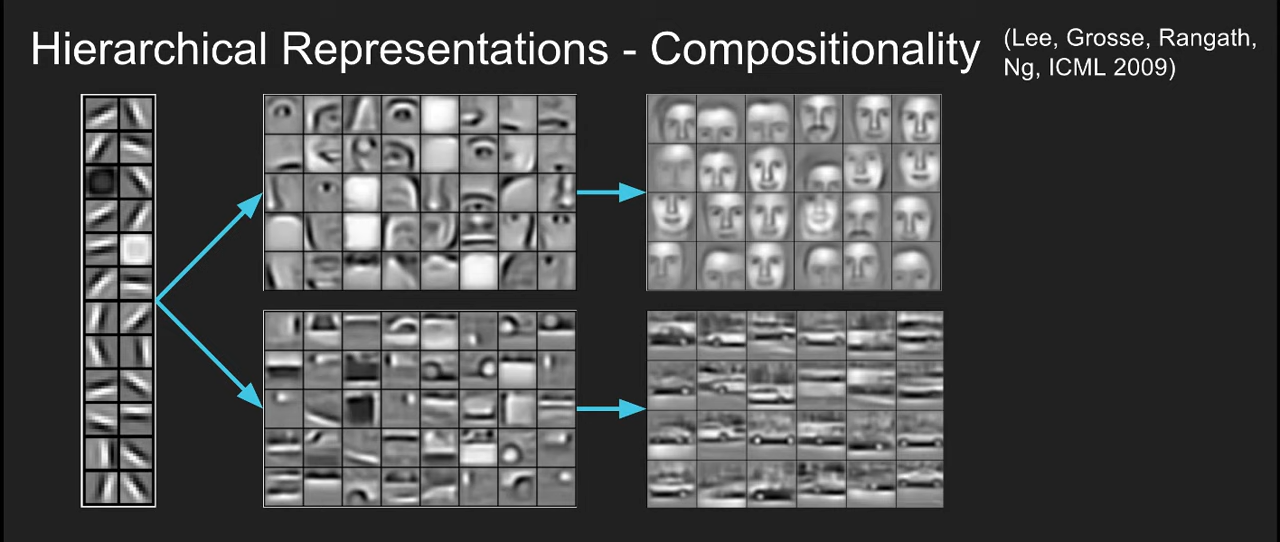 Hierarchical Representations - Compositionality
(Lee, Grosse, Rangath,
Ng, ICML 2009)